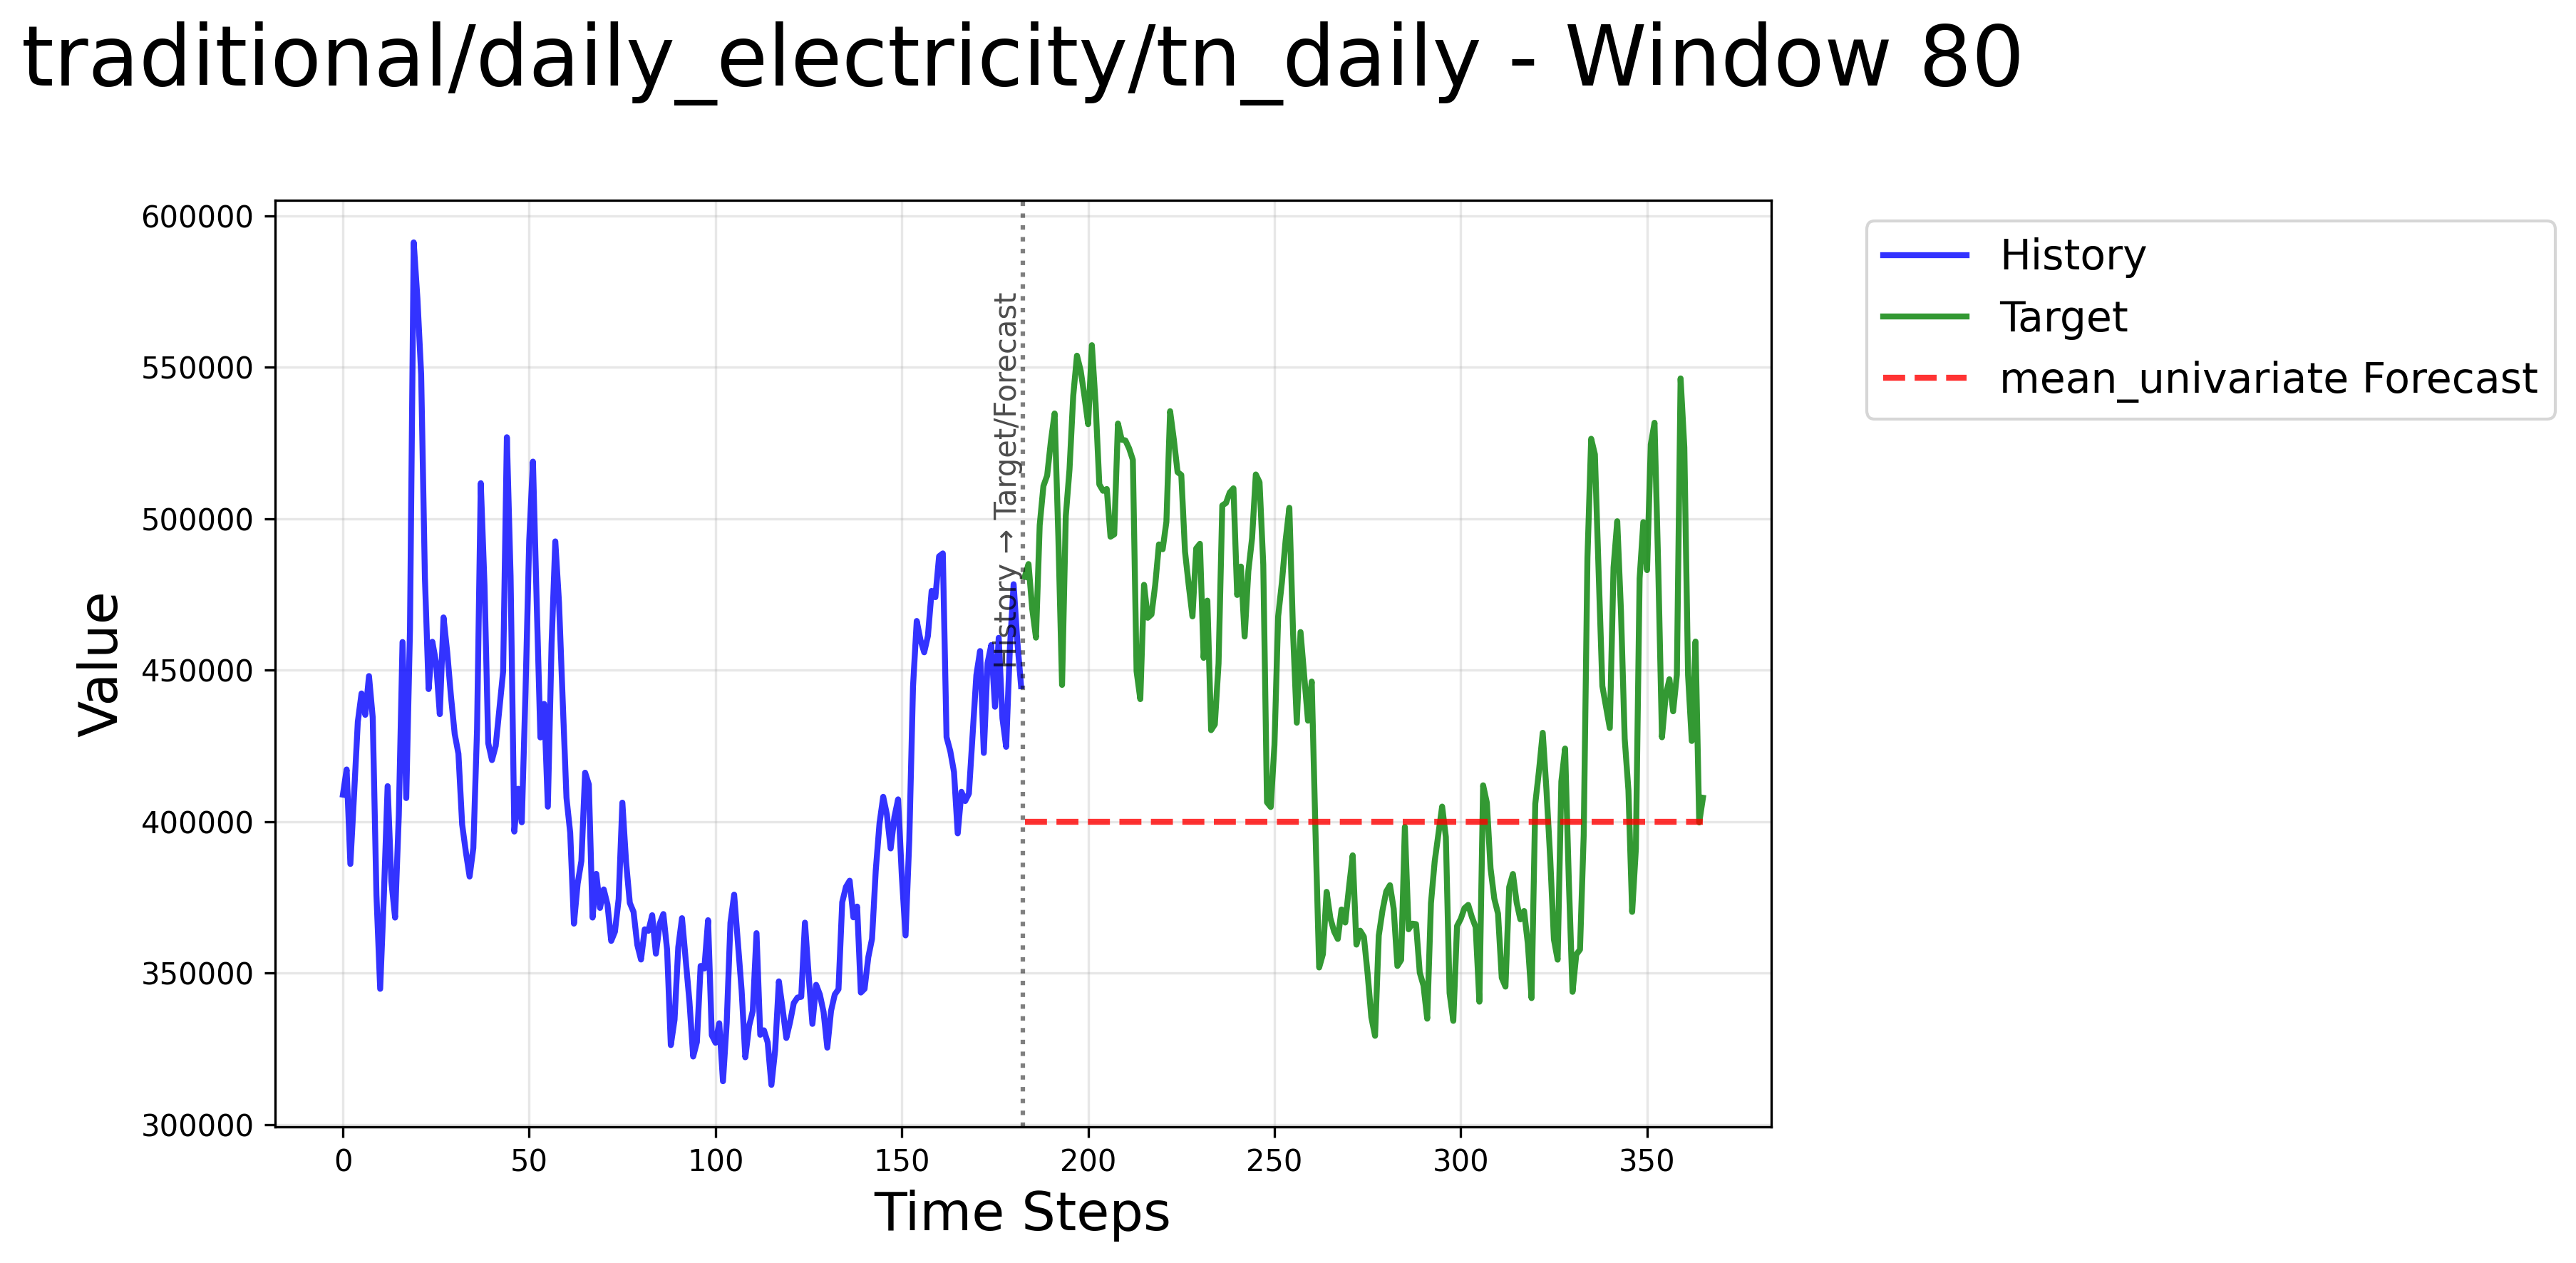 traditional/daily_electricity/tn_daily - Window 80
History
Target
mean_univariate Forecast
History → Target/Forecast
Value
600000
550000
500000
450000
400000
350000
300000
0
50
100
150
200
250
300
350
Time Steps